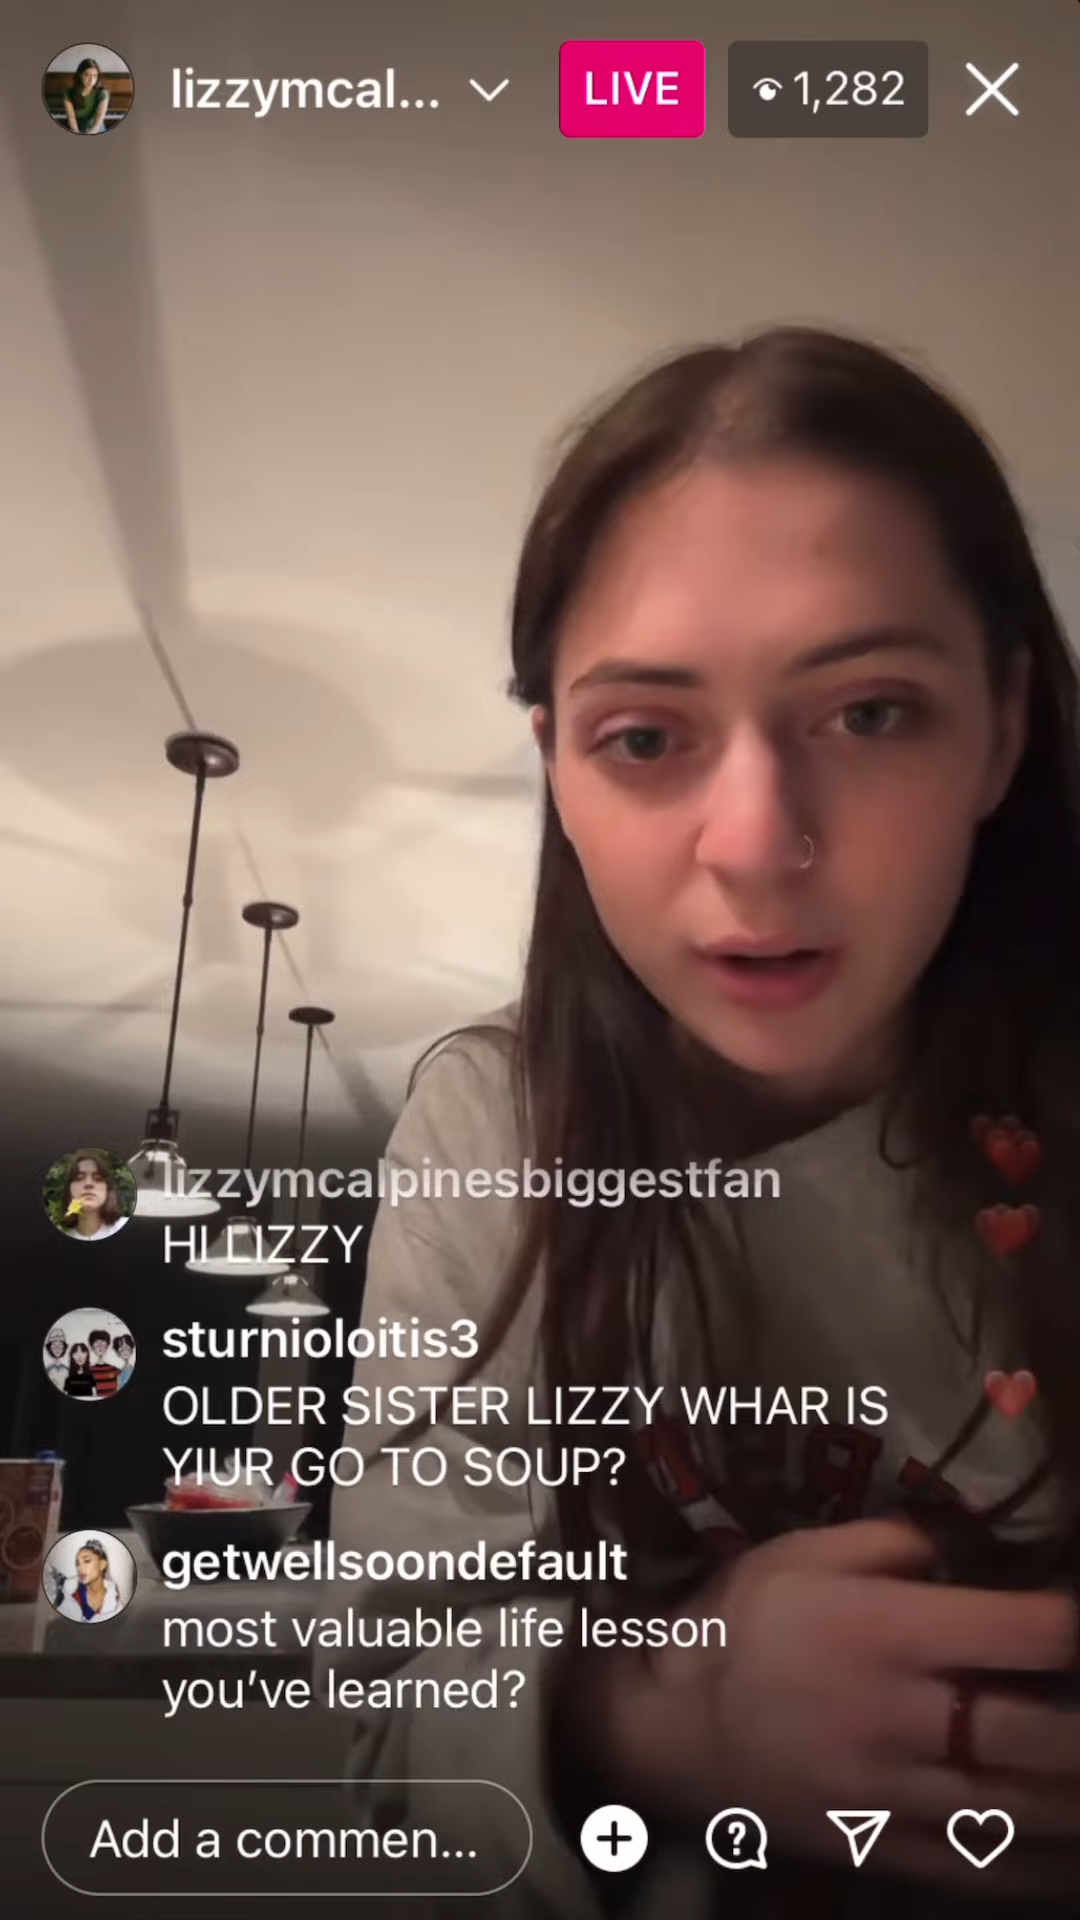 lizzymcal...
LIVE
1,282
lizzymcalpinesbiggestfan
HI LIZZY
sturnioloitis3
OLDER SISTER LIZZY WHAR IS
YIUR GO TO SOUP?
getwellsoondefault
most valuable life lesson
you’ve learned?
Add a commen...